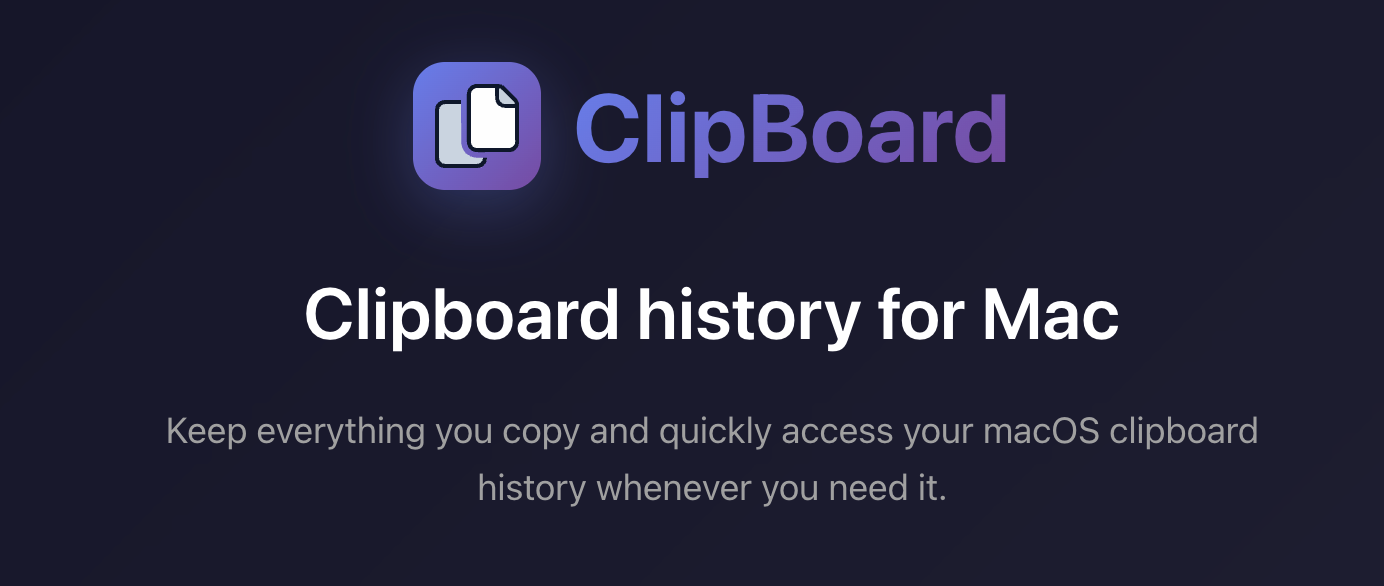 ClipBoard
Clipboard history for Mac
Keep everything you copy and quickly access your macOS clipboard
history whenever you need it.